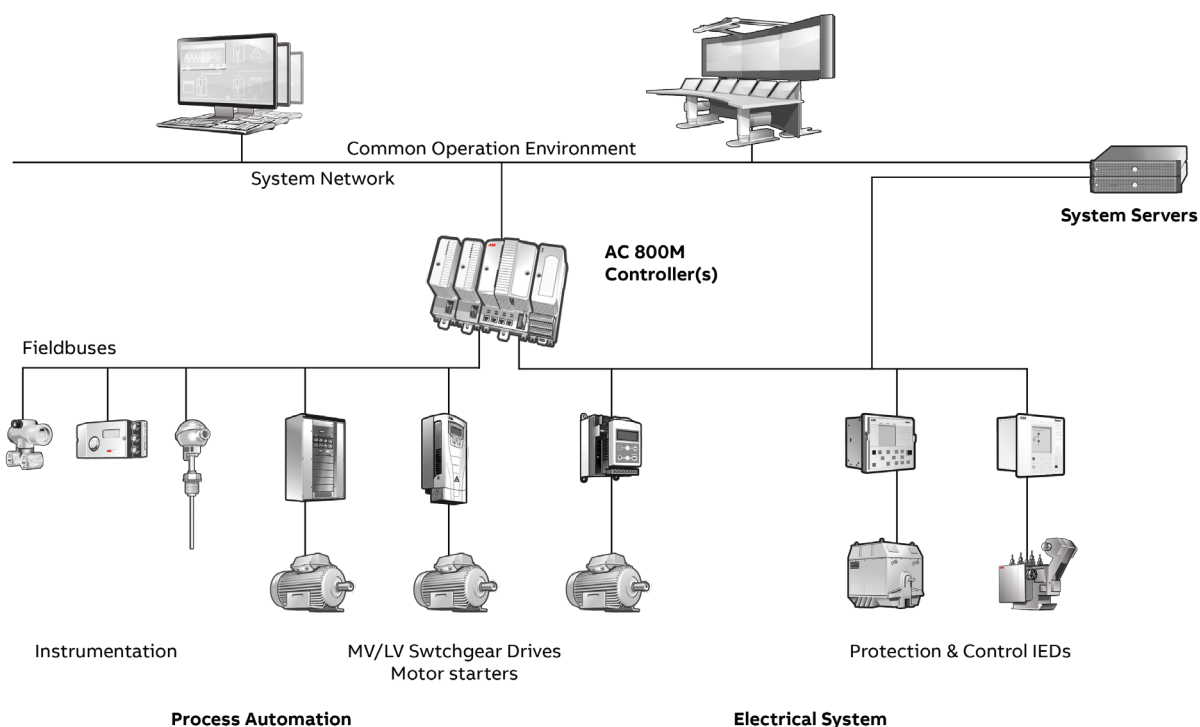 Common Operation Environment
System Network
System Servers
AC 800M
Controller(s)
Fieldbuses
Instrumentation
MV/LV Swtchgear Drives
Motor starters
Protection & Control IEDs
Process Automation
Electrical System